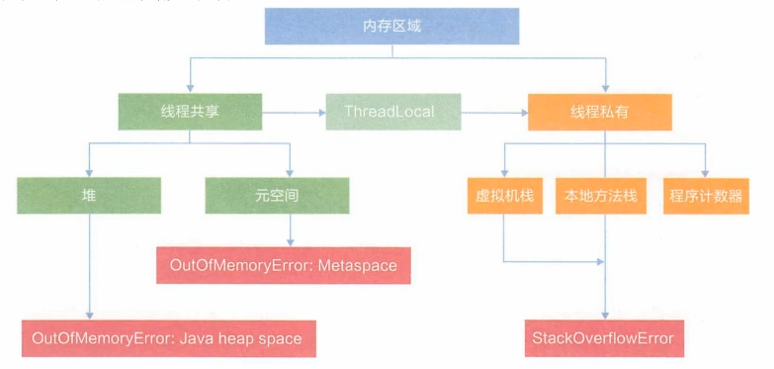 内存区域
线程共享
ThreadLocal
线程私有
堆
元空间
虚拟机栈
本地方法栈
程序计数器
OutOfMemoryError: Metaspace
OutOfMemoryError: Java heap space
StackOverflowError